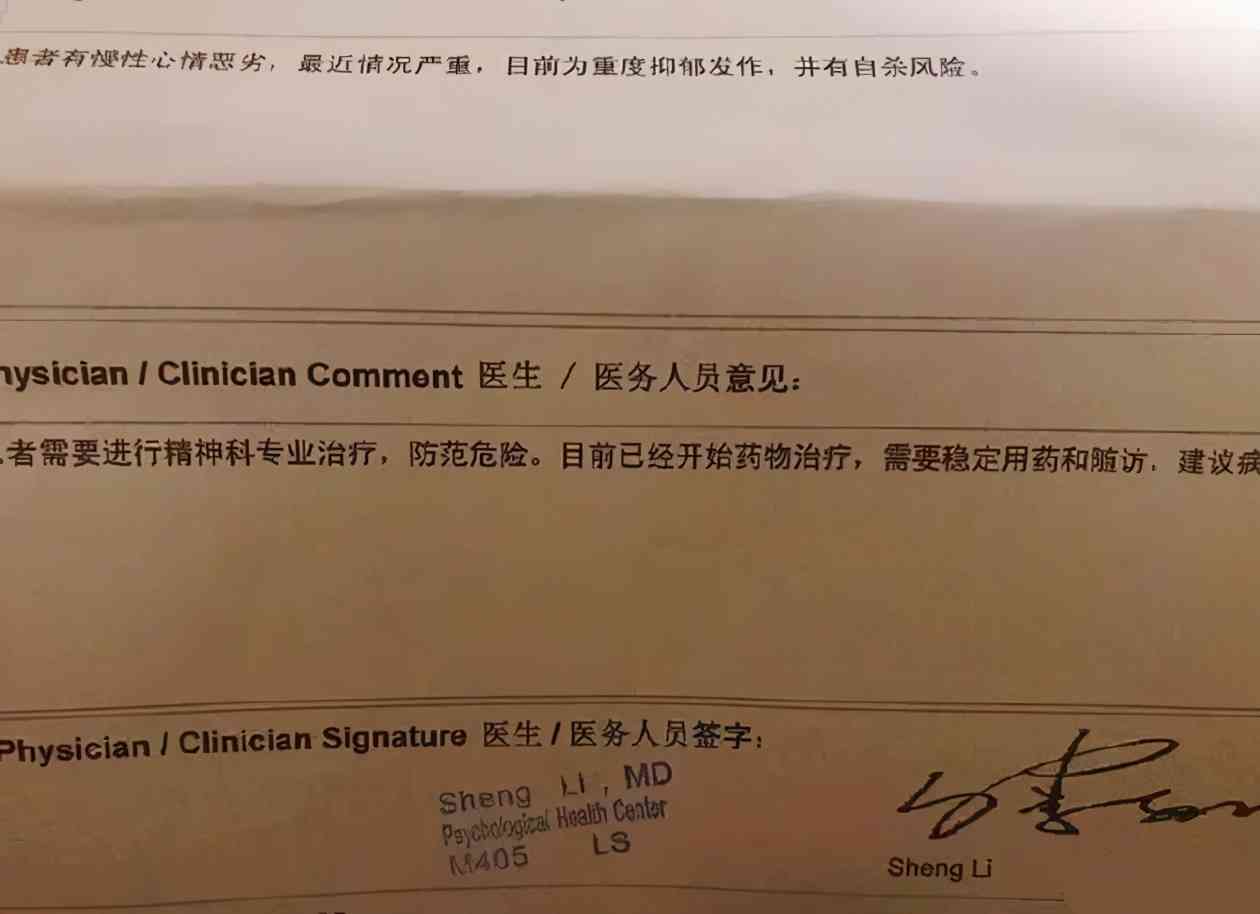 患者有慢性心情恶劣，最近情况严重，目前为重度抑郁发作，并有自杀风险。
hysician / Clinician Comment 医生 / 医务人员意见：
者需要进行精神科专业治疗，防范危险。目前已经开始药物治疗，需要稳定用药和随访．建议病
Physician / Clinician Signature 医生 / 医务人员签字：
Sheng LI , MD
Psychological Health Center
M405 LS
Sheng Li